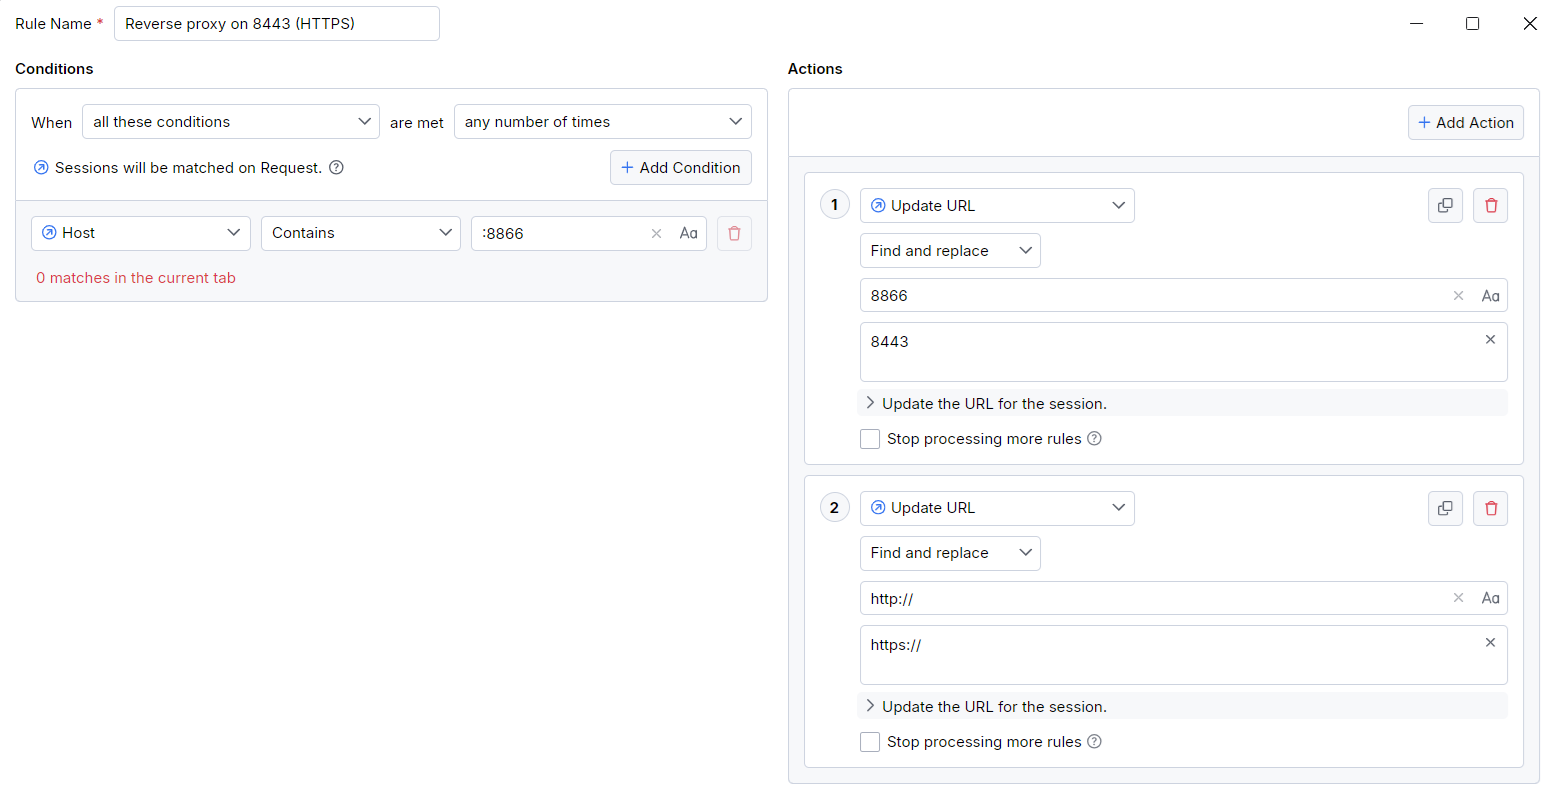 Rule Name * Reverse proxy on 8443 (HTTPS)
Conditions
When all these conditions are met any number of times
Sessions will be matched on Request. ?
+ Add Condition
Host Contains :8866 Aa
0 matches in the current tab
Actions
+ Add Action
1 Update URL
Find and replace
8866 Aa
8443
Update the URL for the session.
Stop processing more rules ?
2 Update URL
Find and replace
http:// Aa
https://
Update the URL for the session.
Stop processing more rules ?